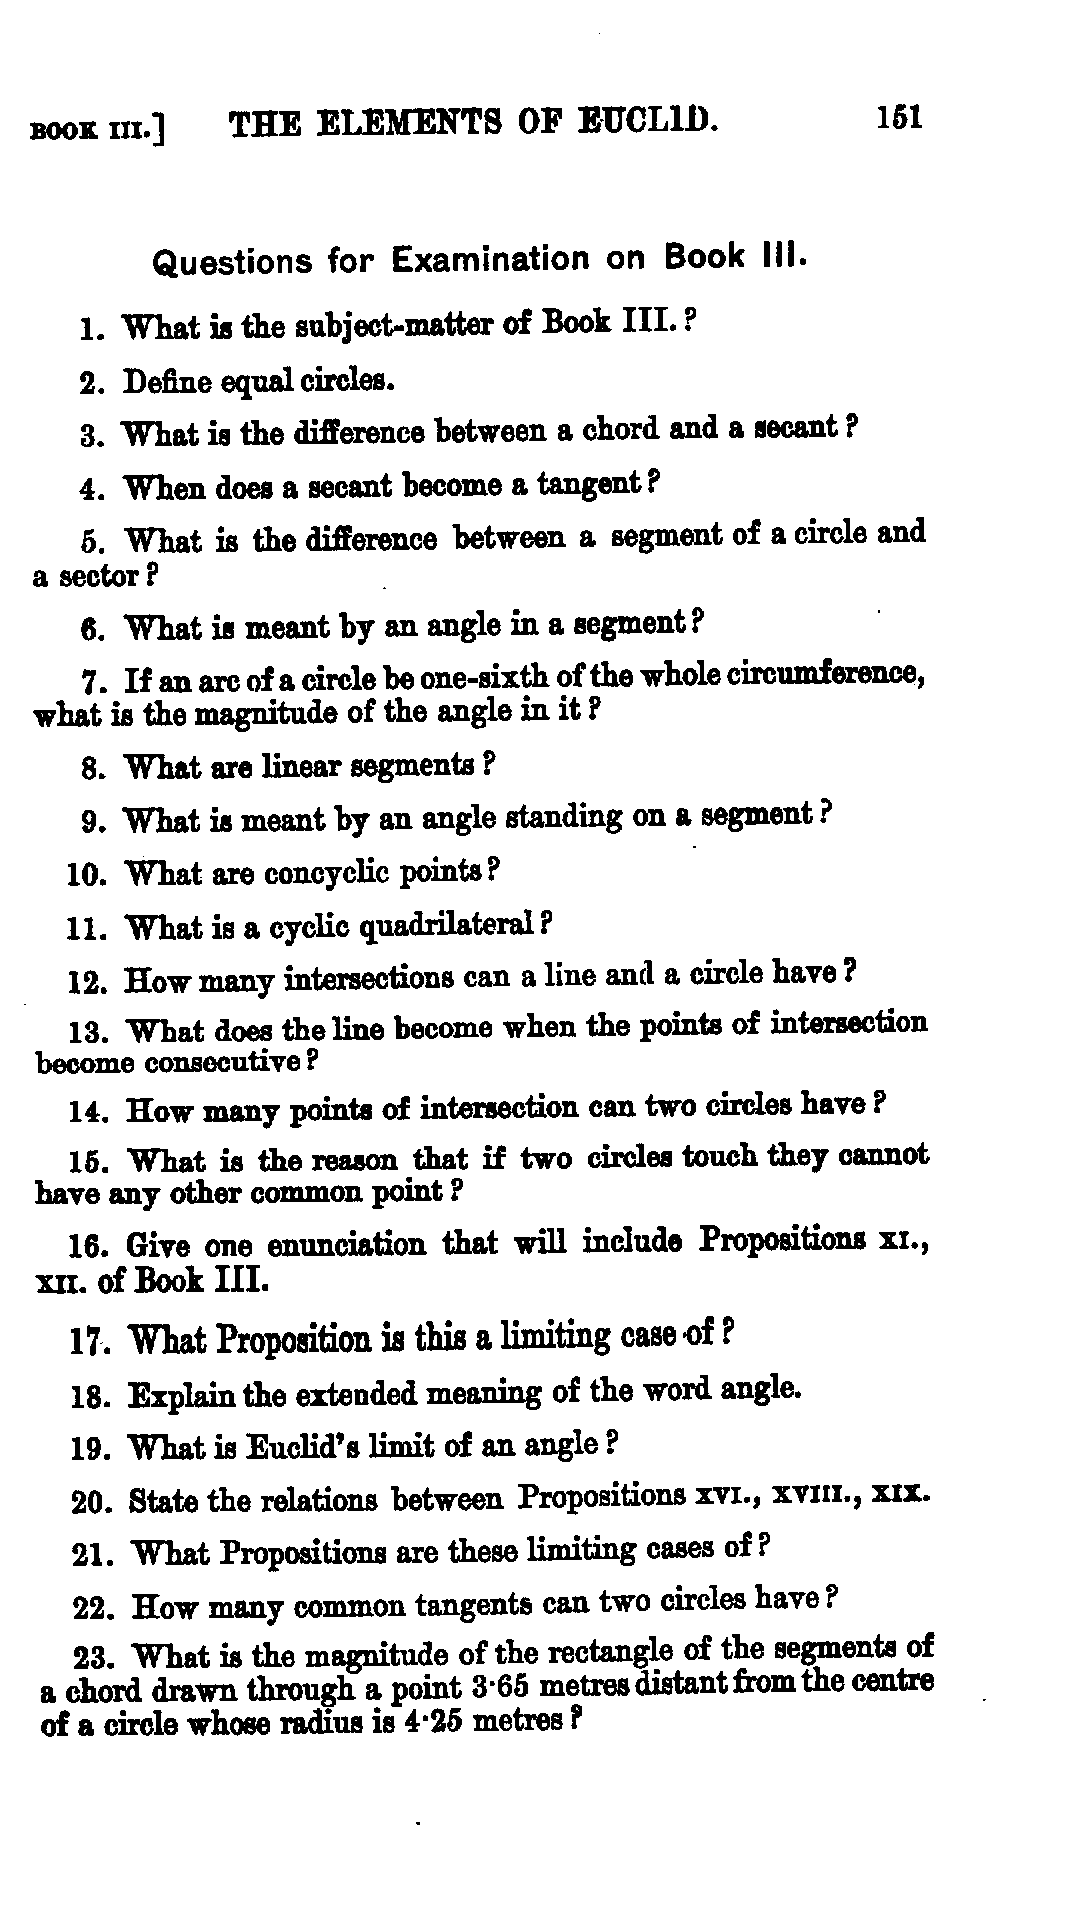 BOOK III.] THE ELEMENTS OF EUCLID. 151
Questions for Examination on Book III.
1. What is the subject-matter of Book III.?
2. Define equal circles.
3. What is the difference between a chord and a secant?
4. When does a secant become a tangent?
5. What is the difference between a segment of a circle and
a sector?
6. What is meant by an angle in a segment?
7. If an arc of a circle be one-sixth of the whole circumference,
what is the magnitude of the angle in it?
8. What are linear segments?
9. What is meant by an angle standing on a segment?
10. What are concyclic points?
11. What is a cyclic quadrilateral?
12. How many intersections can a line and a circle have?
13. What does the line become when the points of intersection
become consecutive?
14. How many points of intersection can two circles have?
15. What is the reason that if two circles touch they cannot
have any other common point?
16. Give one enunciation that will include Propositions XI.,
XII. of Book III.
17. What Proposition is this a limiting case of?
18. Explain the extended meaning of the word angle.
19. What is Euclid's limit of an angle?
20. State the relations between Propositions XVI., XVIII., XIX.
21. What Propositions are these limiting cases of?
22. How many common tangents can two circles have?
23. What is the magnitude of the rectangle of the segments of
a chord drawn through a point 3·65 metres distant from the centre
of a circle whose radius is 4·25 metres?